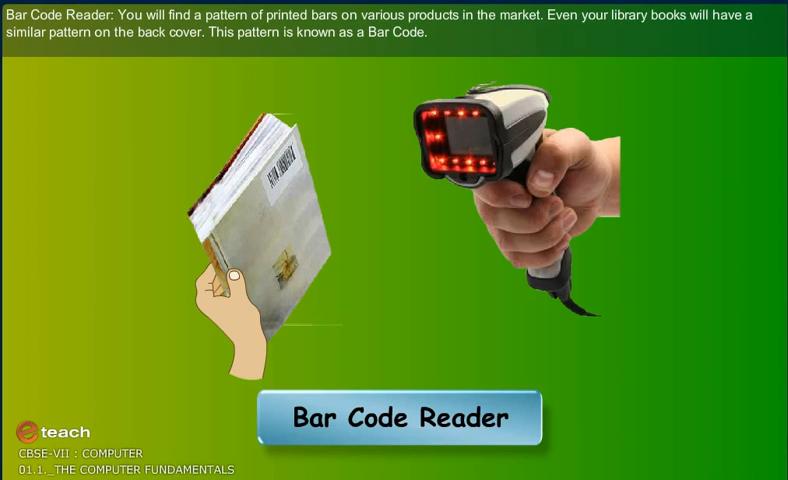 Bar Code Reader: You will find a pattern of printed bars on various products in the market. Even your library books will have a
similar pattern on the back cover. This pattern is known as a Bar Code.
Bar Code Reader
e teach
CBSE-VII : COMPUTER
01.1._THE COMPUTER FUNDAMENTALS